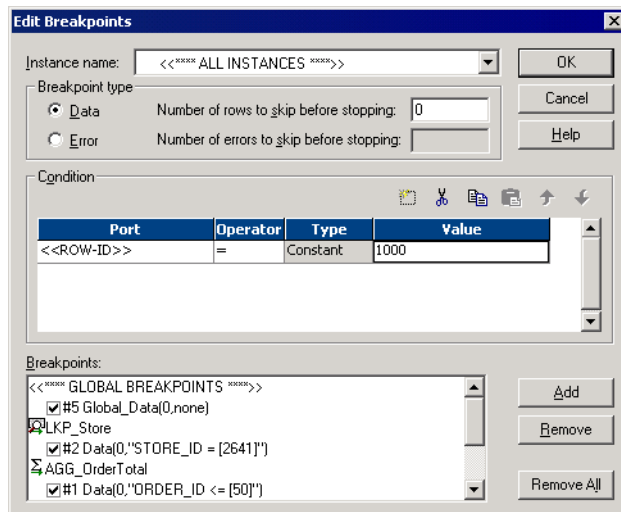 Edit Breakpoints
Instance name: <<**** ALL INSTANCES ****>> OK
Breakpoint type
Data Number of rows to skip before stopping: 0 Cancel
Error Number of errors to skip before stopping: Help
Condition
Port Operator Type Value
<<ROW-ID>> = Constant 1000
Breakpoints:
<<**** GLOBAL BREAKPOINTS ****>>
#5 Global_Data(0,none) Add
LKP_Store
#2 Data(0,"STORE_ID = [2641]") Remove
AGG_OrderTotal
#1 Data(0,"ORDER_ID <= [50]") Remove All